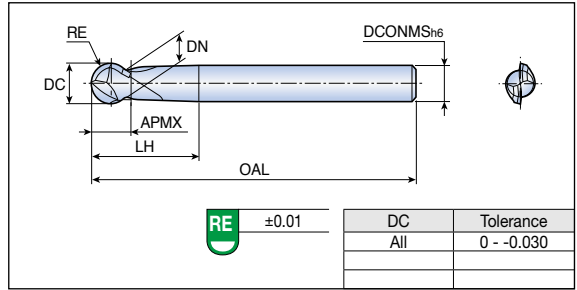 RE
DN
DCONMSh6
DC
APMX
LH
OAL
RE ±0.01
DC Tolerance
All 0 - -0.030